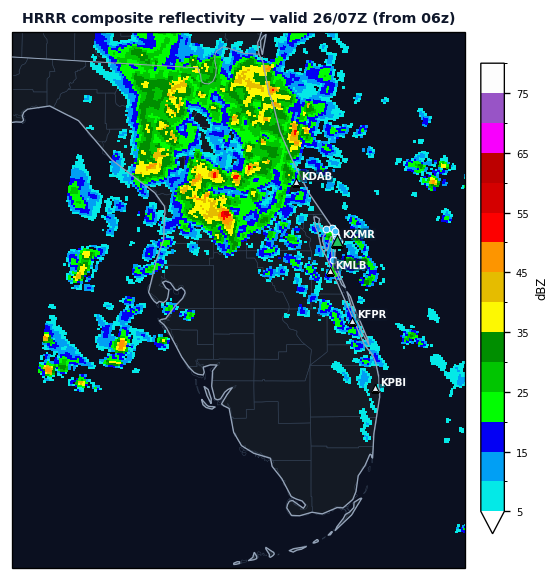 HRRR composite reflectivity — valid 26/07Z (from 06z)
KDAB
KXMR
KMLB
KFPR
KPBI
75
65
55
45
35
25
15
5
dBZ